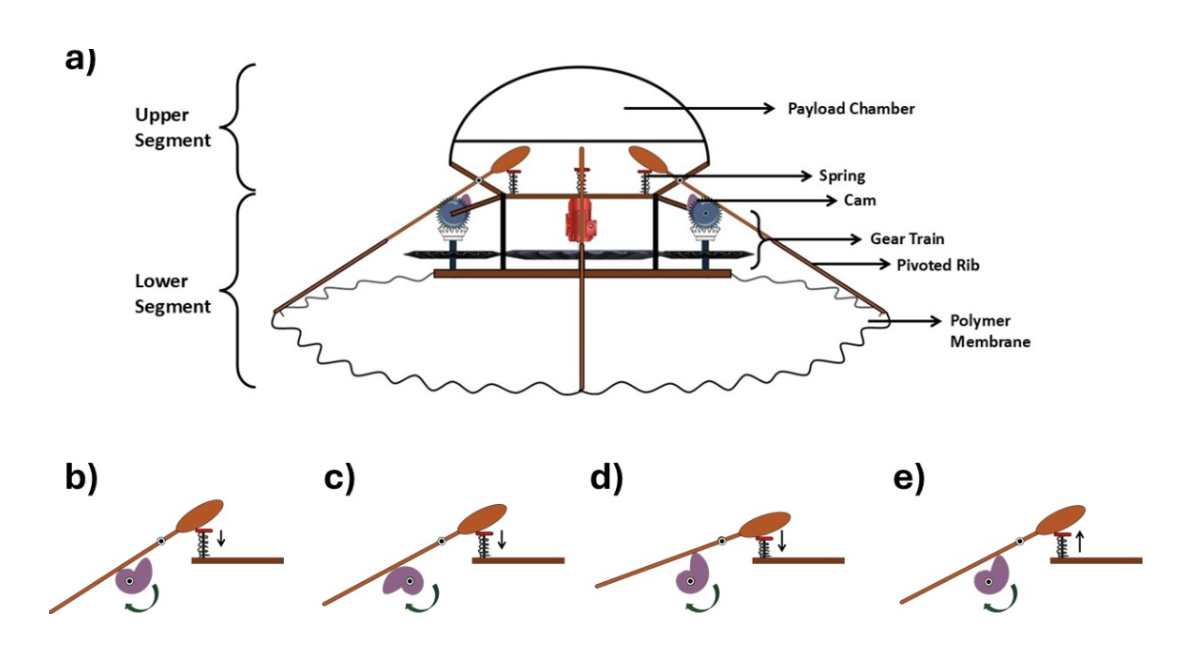 a)
Upper
Segment
Payload Chamber
Spring
Cam
Gear Train
Pivoted Rib
Lower
Segment
Polymer
Membrane
b)
c)
d)
e)